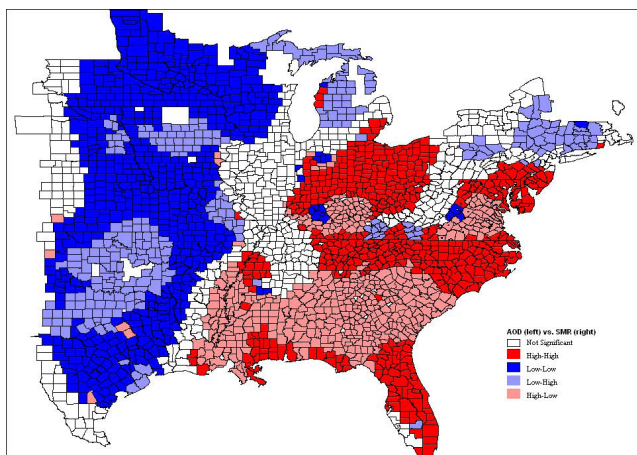 AOD (left) vs. SMR (right)
Not Significant
High-High
Low-Low
Low-High
High-Low